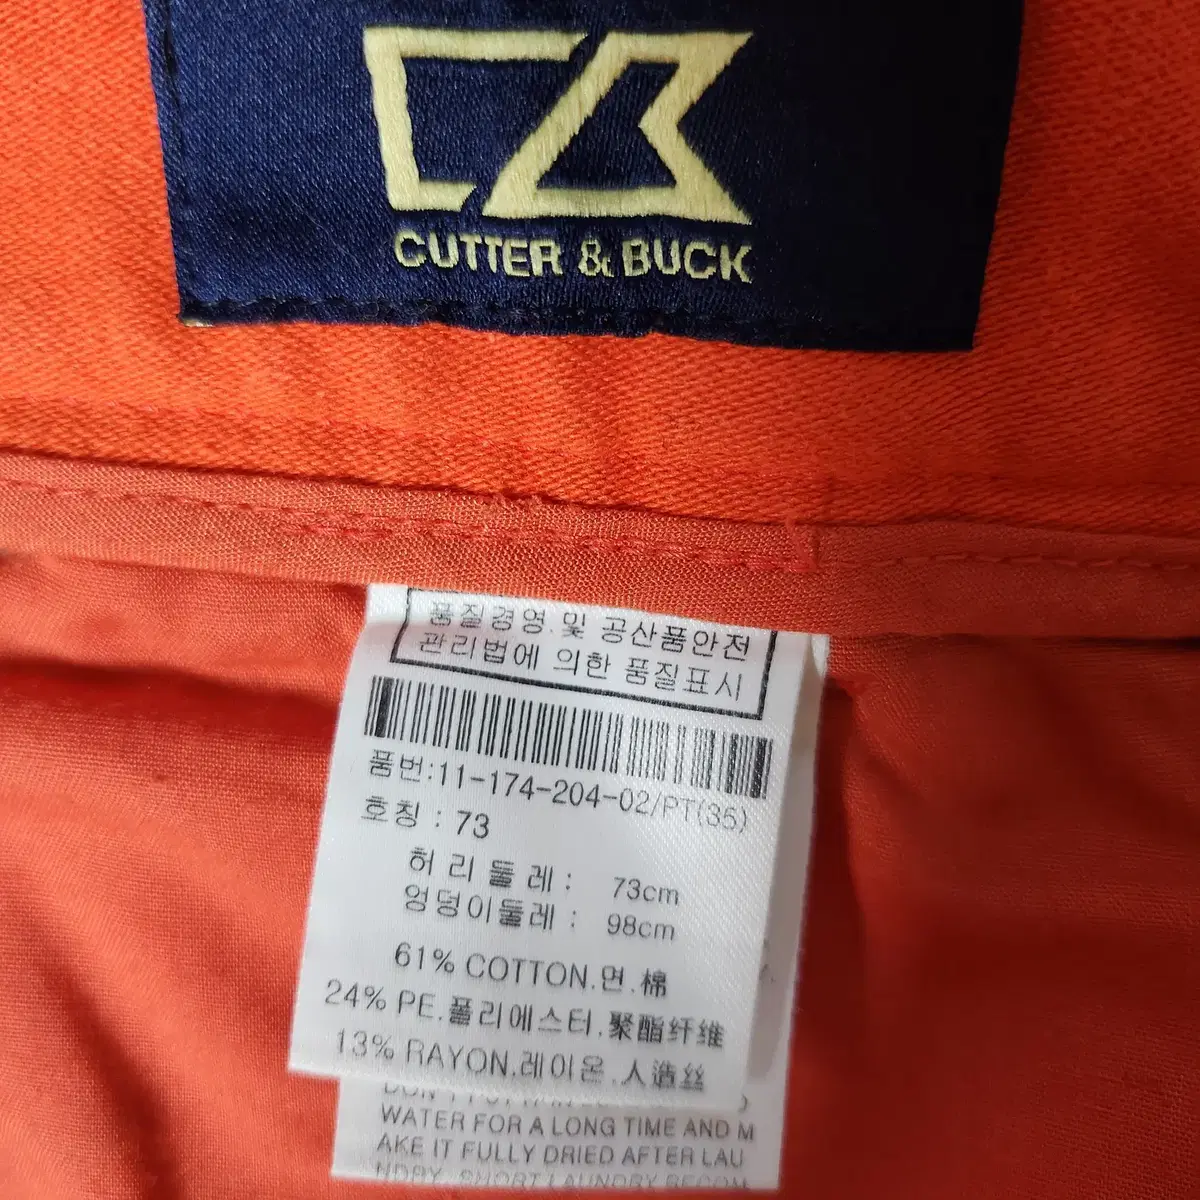 CUTTER & BUCK
품질경영 및 공산품안전
관리법에 의한 품질표시
품번:11-174-204-02/PT(35)
호칭 : 73
허리둘레 : 73cm
엉덩이둘레 : 98cm
61% COTTON.면.棉
24% PE.폴리에스터.聚酯纤维
13% RAYON.레이온.人造丝
WATER FOR A LONG TIME AND M
AKE IT FULLY DRIED AFTER LAU
NDRY. SHORT LAUNDRY RECOM